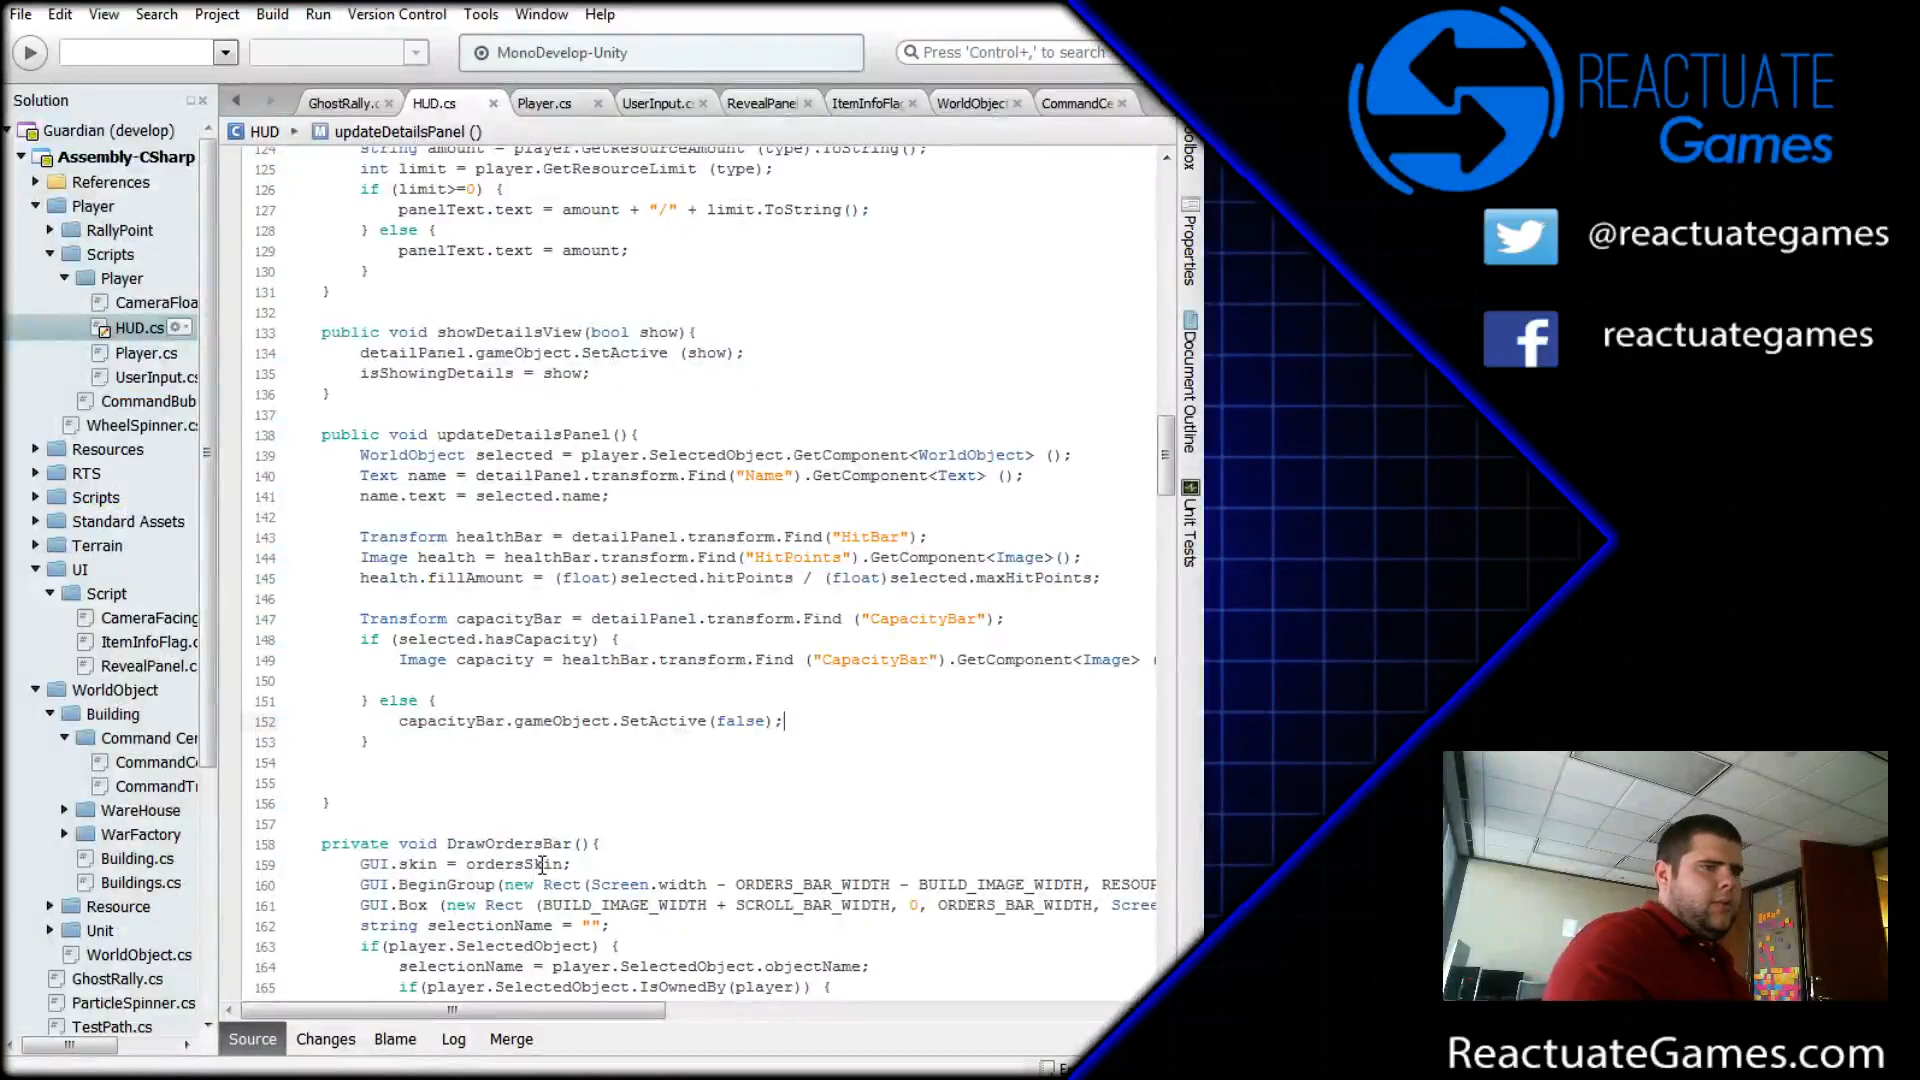 File Edit View Search Project Build Run Version Control Tools Window Help
MonoDevelop-Unity
Press 'Control+,' to search
Solution
GhostRally.c HUD.cs Player.cs UserInput.c RevealPanel ItemInfoFlag WorldObject CommandCe
HUD updateDetailsPanel ()
Guardian (develop)
Assembly-CSharp
References
Player
RallyPoint
Scripts
Player
CameraFloa
HUD.cs
Player.cs
UserInput.cs
CommandBub
WheelSpinner.cs
Resources
RTS
Scripts
Standard Assets
Terrain
UI
Script
CameraFacing
ItemInfoFlag.c
RevealPanel.c
WorldObject
Building
Command Cer
CommandC
CommandTr
WareHouse
WarFactory
Building.cs
Buildings.cs
Resource
Unit
WorldObject.cs
GhostRally.cs
ParticleSpinner.cs
TestPath.cs
124 string amount = player.GetResourceAmount (type).ToString();
125 int limit = player.GetResourceLimit (type);
126 if (limit>=0) {
127 panelText.text = amount + "/" + limit.ToString();
128 } else {
129 panelText.text = amount;
130 }
131 }
132
133 public void showDetailsView(bool show){
134 detailPanel.gameObject.SetActive (show);
135 isShowingDetails = show;
136 }
137
138 public void updateDetailsPanel(){
139 WorldObject selected = player.SelectedObject.GetComponent<WorldObject> ();
140 Text name = detailPanel.transform.Find("Name").GetComponent<Text> ();
141 name.text = selected.name;
142
143 Transform healthBar = detailPanel.transform.Find("HitBar");
144 Image health = healthBar.transform.Find("HitPoints").GetComponent<Image>();
145 health.fillAmount = (float)selected.hitPoints / (float)selected.maxHitPoints;
146
147 Transform capacityBar = detailPanel.transform.Find ("CapacityBar");
148 if (selected.hasCapacity) {
149 Image capacity = healthBar.transform.Find ("CapacityBar").GetComponent<Image> (
150
151 } else {
152 capacityBar.gameObject.SetActive(false);
153 }
154
155
156 }
157
158 private void DrawOrdersBar(){
159 GUI.skin = ordersSkin;
160 GUI.BeginGroup(new Rect(Screen.width - ORDERS_BAR_WIDTH - BUILD_IMAGE_WIDTH, RESOUR
161 GUI.Box (new Rect (BUILD_IMAGE_WIDTH + SCROLL_BAR_WIDTH, 0, ORDERS_BAR_WIDTH, Scree
162 string selectionName = "";
163 if(player.SelectedObject) {
164 selectionName = player.SelectedObject.objectName;
165 if(player.SelectedObject.IsOwnedBy(player)) {
Source Changes Blame Log Merge
Properties
Document Outline
Unit Tests
REACTUATE
Games
@reactuategames
reactuategames
ReactuateGames.com